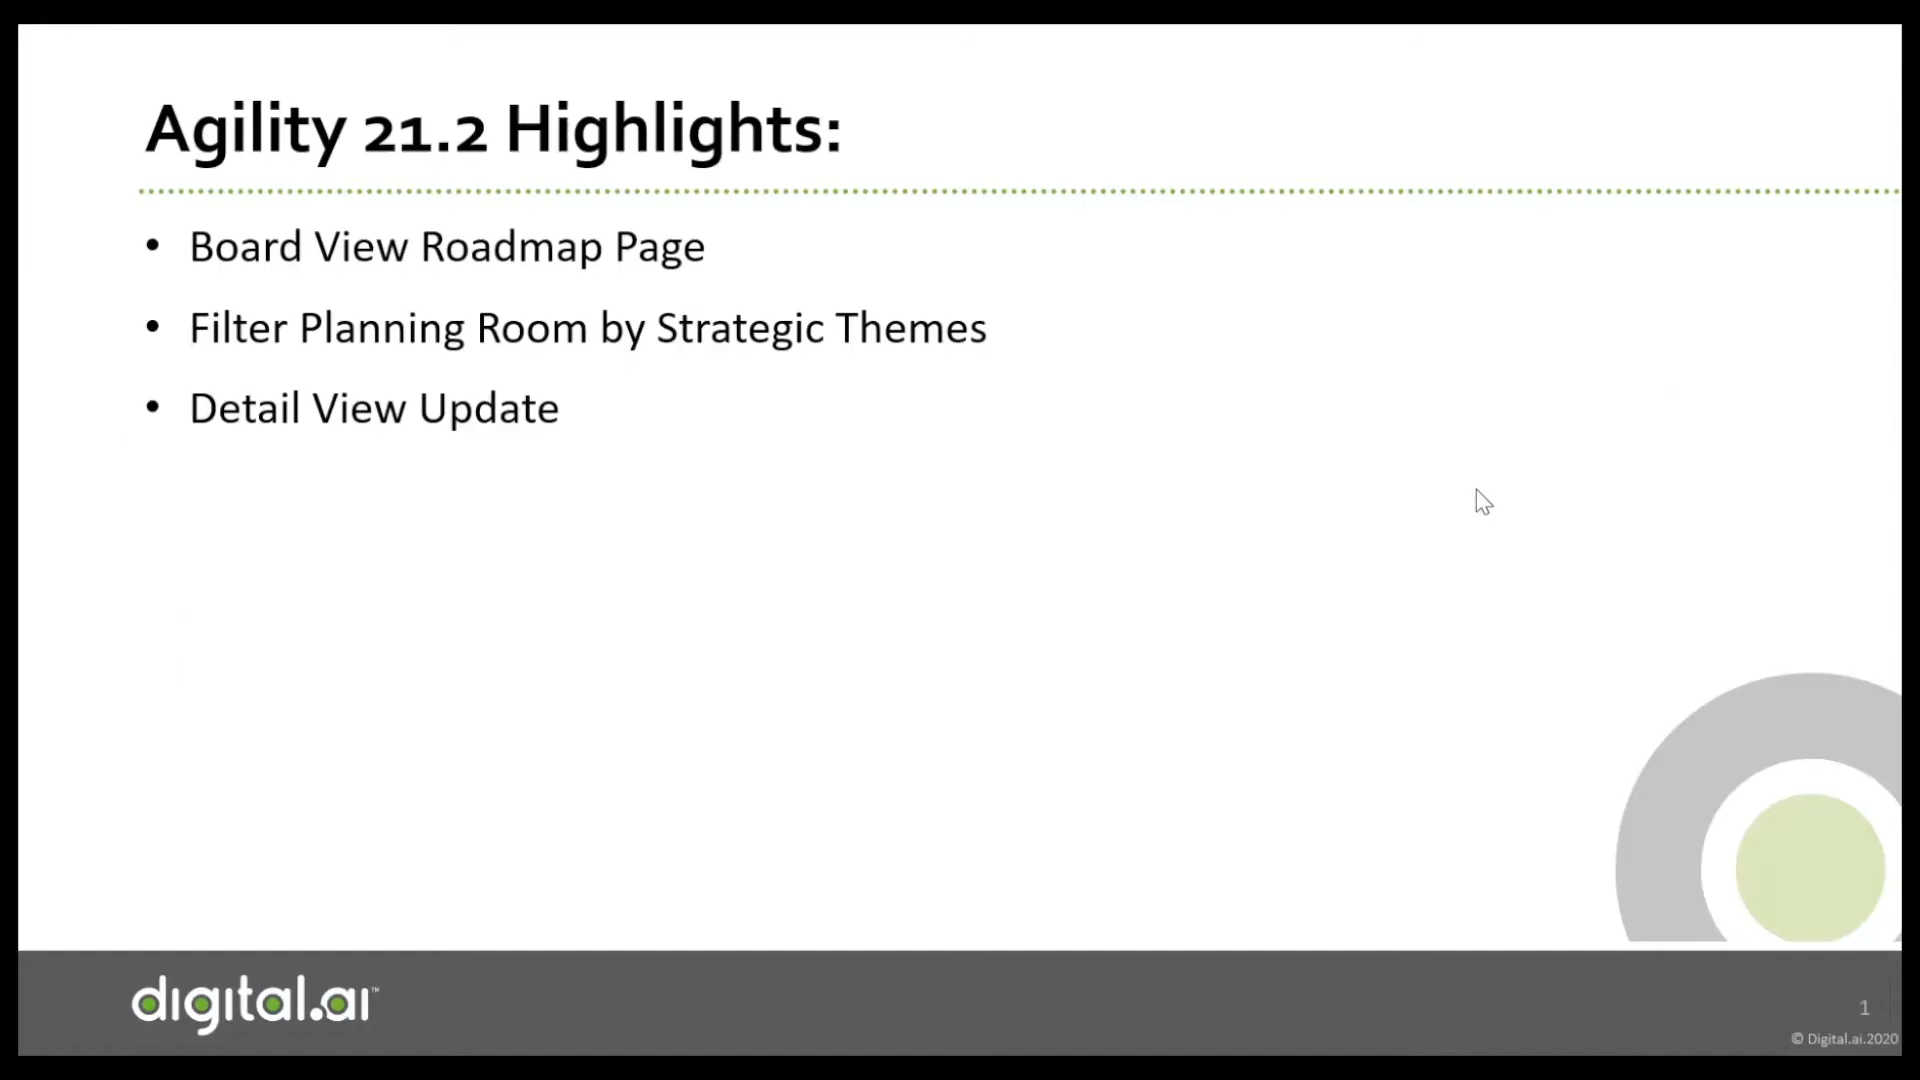 Agility 21.2 Highlights:
• Board View Roadmap Page
• Filter Planning Room by Strategic Themes
• Detail View Update
digital.ai™
1
© Digital.ai.2020